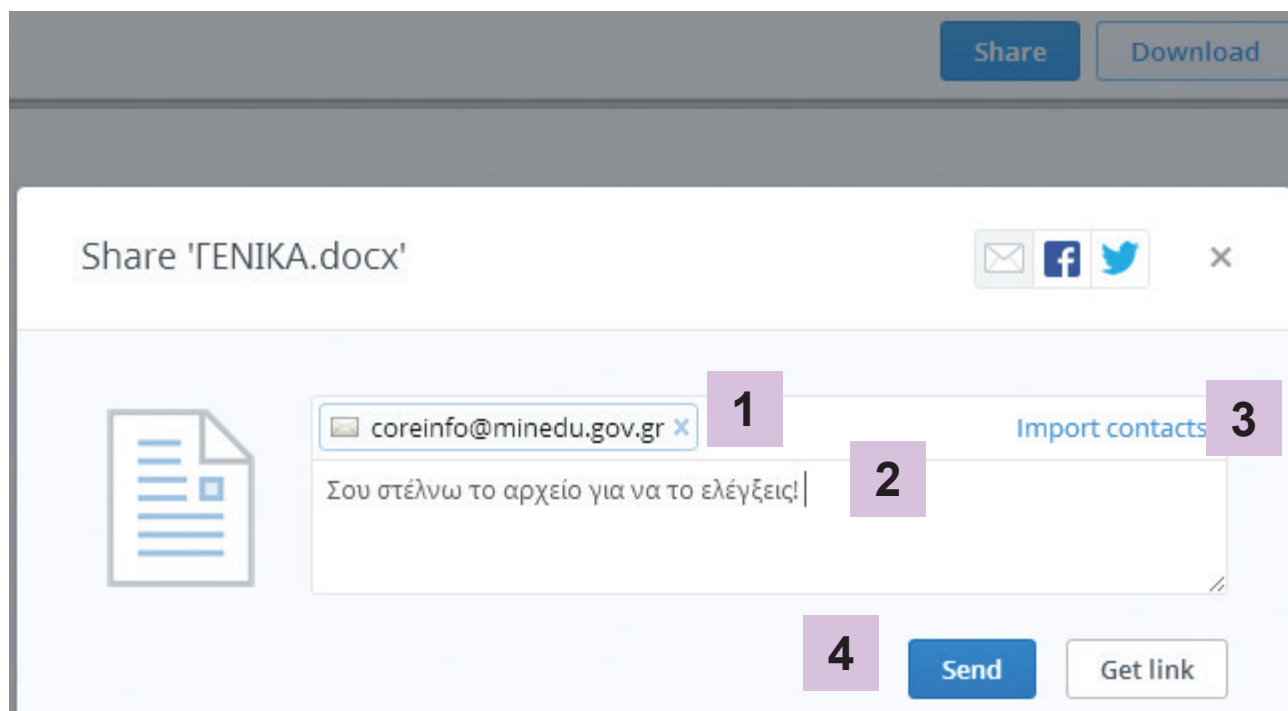 Share Download
Share 'ΓΕΝΙΚΑ.docx'
coreinfo@minedu.gov.gr × 1 Import contacts 3
Σου στέλνω το αρχείο για να το ελέγξεις! 2
4 Send Get link